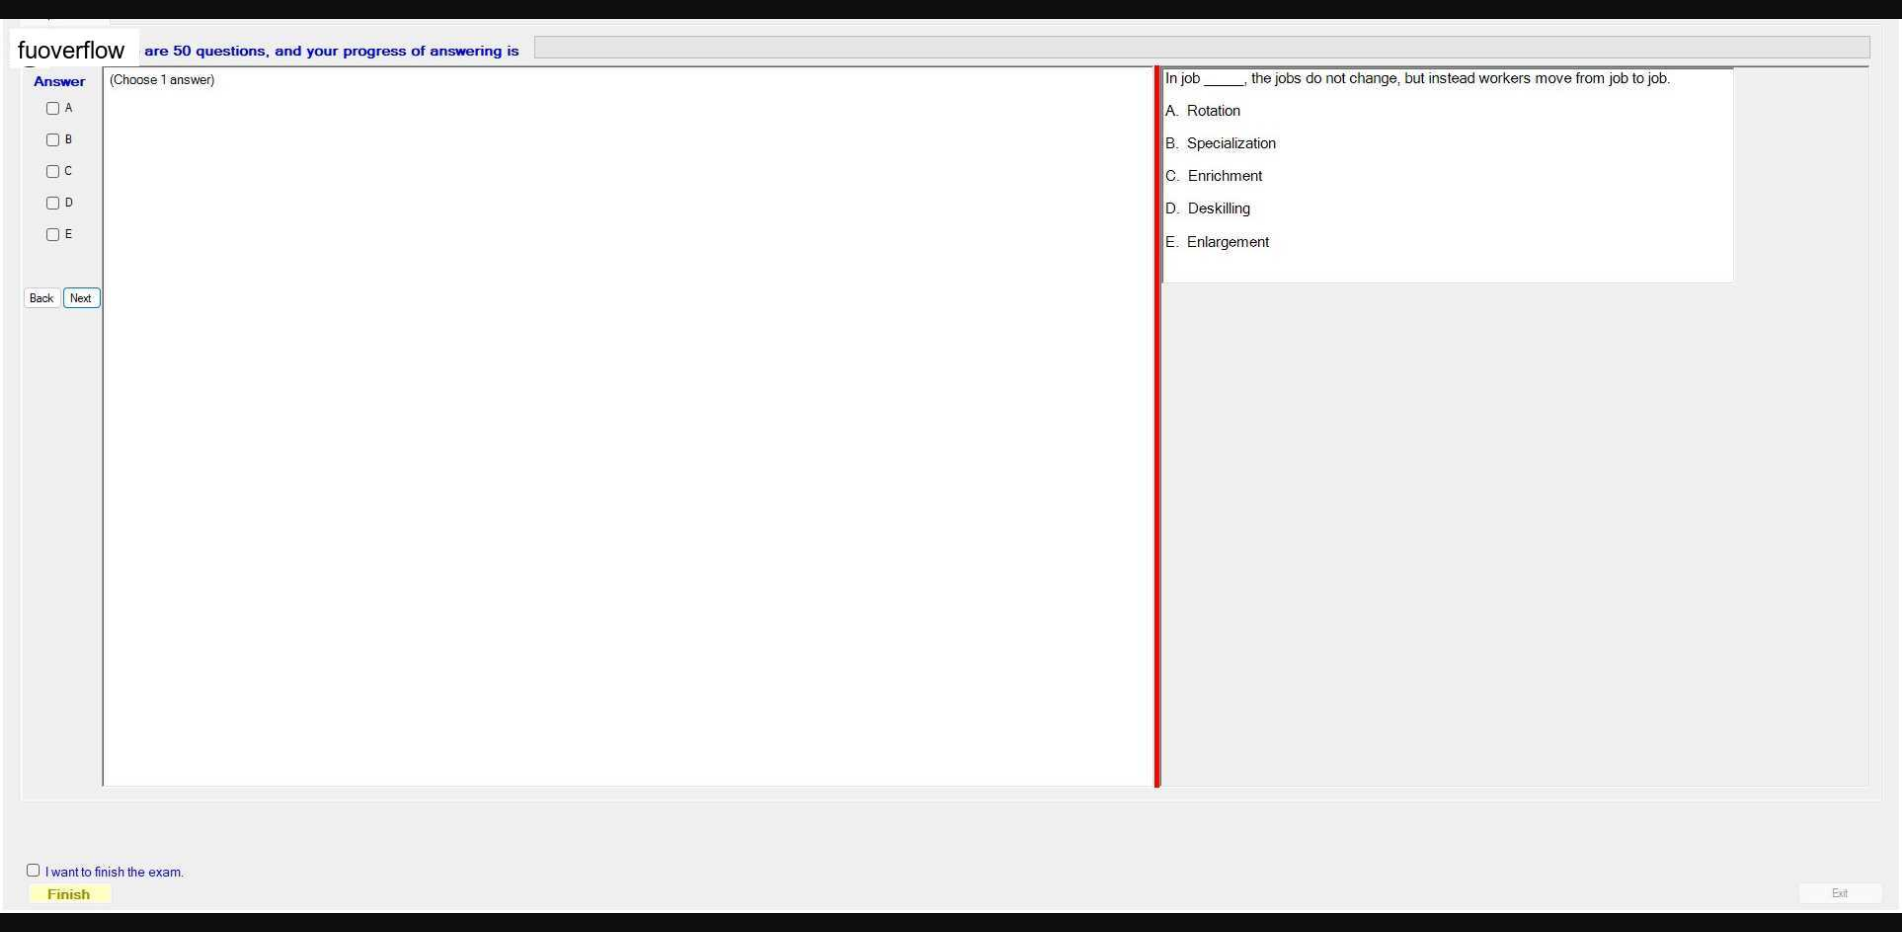 fuoverflow are 50 questions, and your progress of answering is
Answer
(Choose 1 answer)
A
B
C
D
E
Back Next
In job _____, the jobs do not change, but instead workers move from job to job.
A. Rotation
B. Specialization
C. Enrichment
D. Deskilling
E. Enlargement
I want to finish the exam.
Finish
Exit